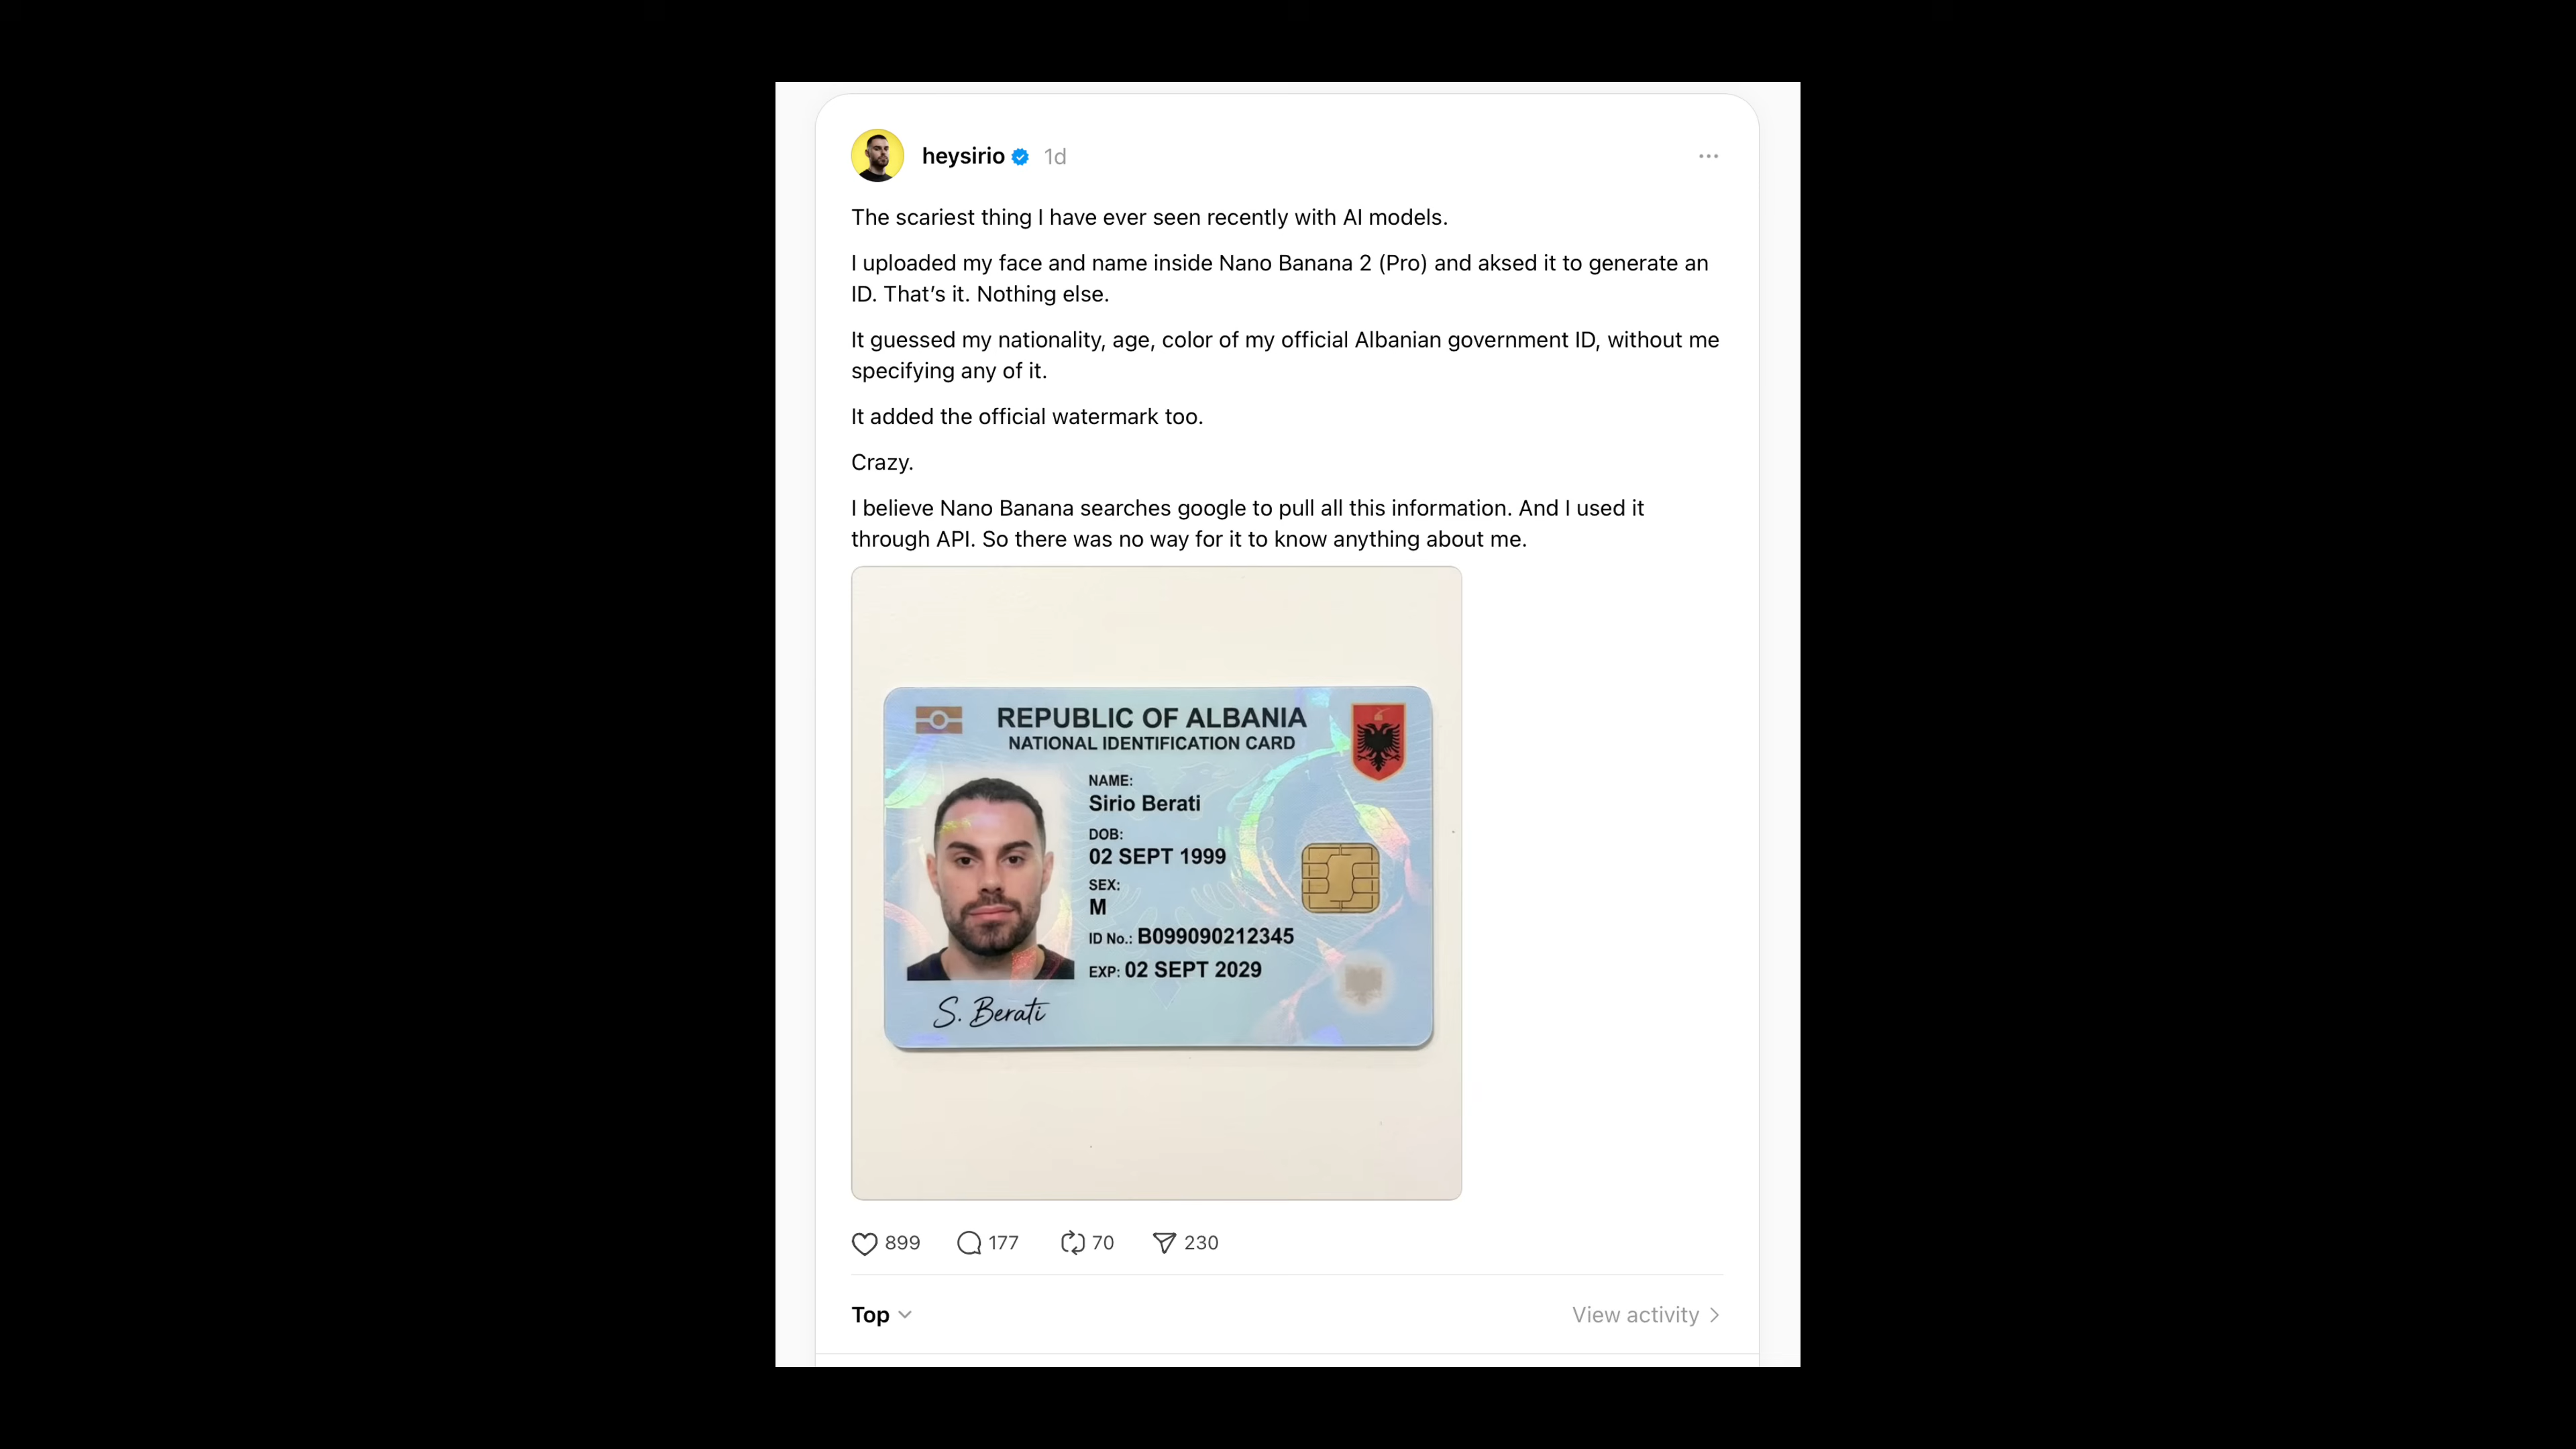 heysirio 1d
The scariest thing I have ever seen recently with AI models.
I uploaded my face and name inside Nano Banana 2 (Pro) and aksed it to generate an
ID. That’s it. Nothing else.
It guessed my nationality, age, color of my official Albanian government ID, without me
specifying any of it.
It added the official watermark too.
Crazy.
I believe Nano Banana searches google to pull all this information. And I used it
through API. So there was no way for it to know anything about me.
REPUBLIC OF ALBANIA
NATIONAL IDENTIFICATION CARD
NAME:
Sirio Berati
DOB:
02 SEPT 1999
SEX:
M
ID No.: B099090212345
EXP: 02 SEPT 2029
S. Berati
899 177 70 230
Top
View activity